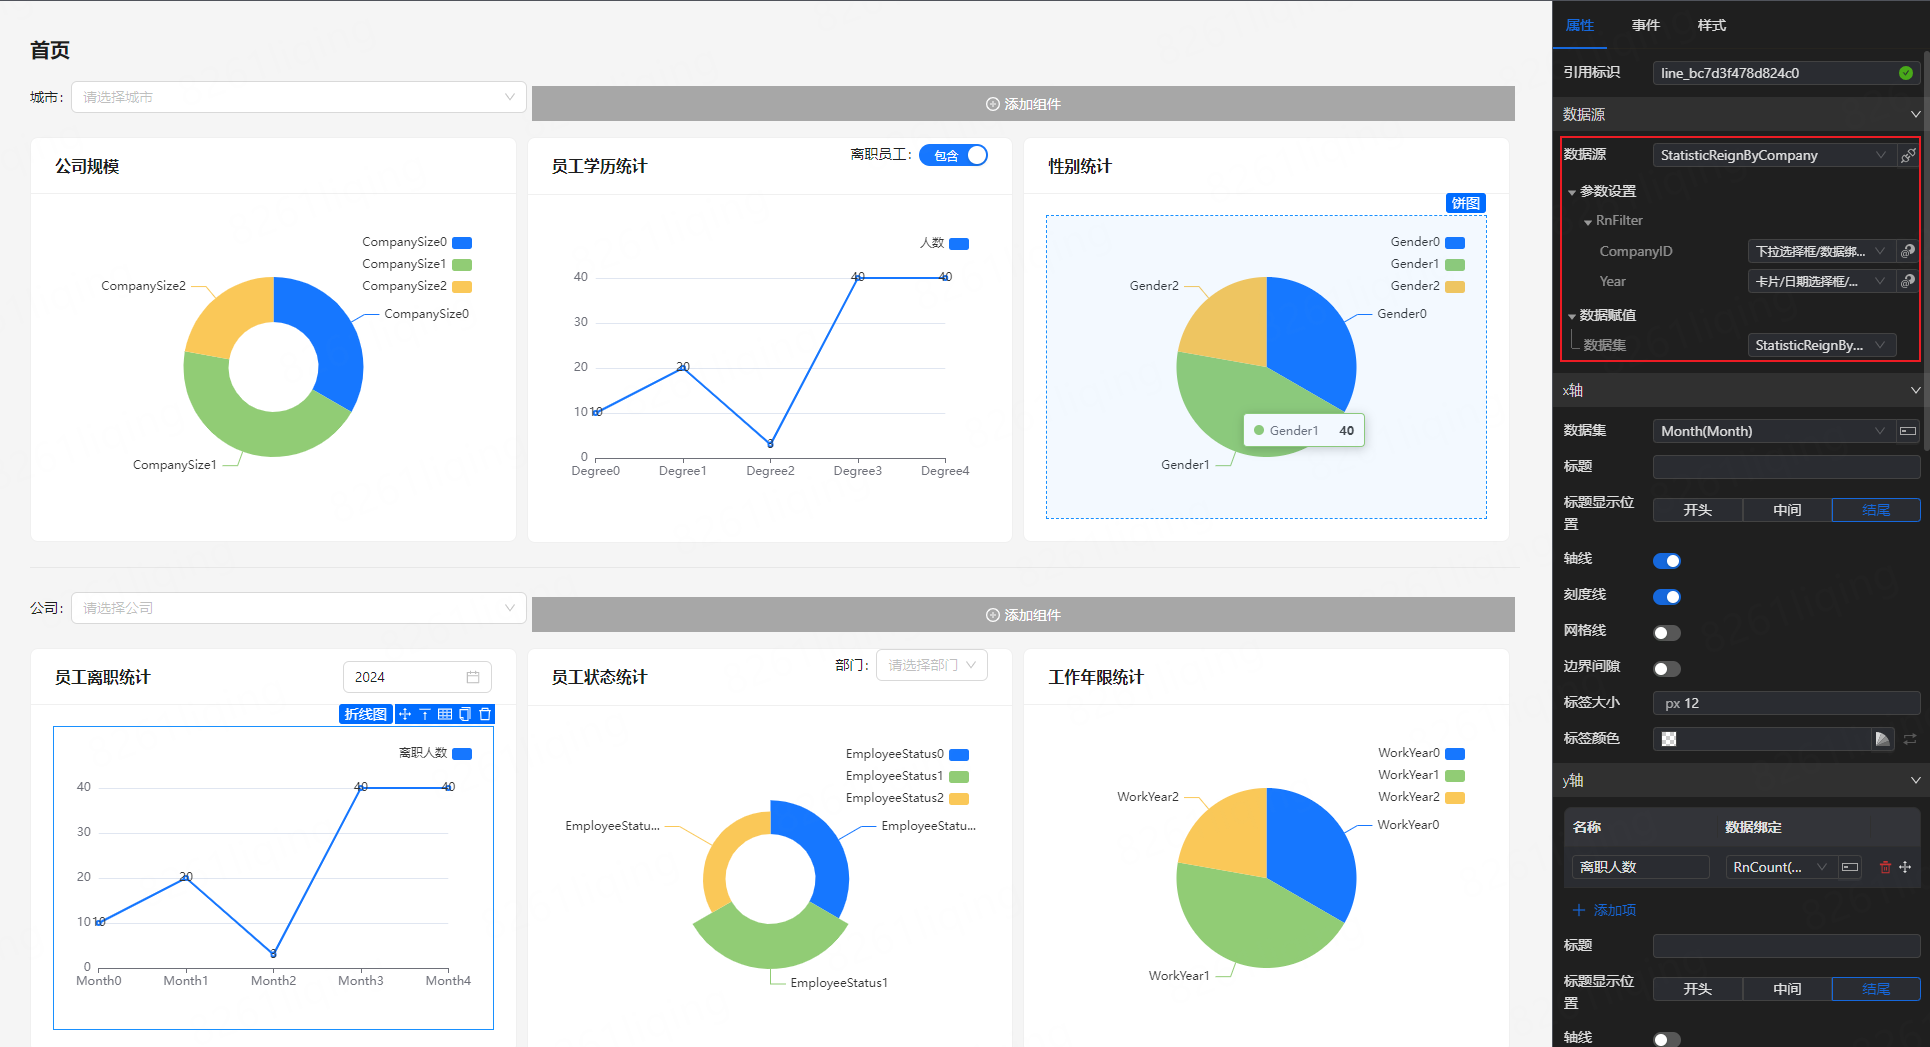 首页
城市：
请选择城市
添加组件
公司规模
CompanySize0
CompanySize1
CompanySize2
CompanySize2
CompanySize0
CompanySize1
员工学历统计
离职员工：
包含
人数
40
30
20
10
0
10
20
3
40
40
Degree0
Degree1
Degree2
Degree3
Degree4
性别统计
饼图
Gender0
Gender1
Gender2
Gender2
Gender0
Gender1 40
Gender1
公司：
请选择公司
添加组件
员工离职统计
2024
折线图
离职人数
40
30
20
10
0
10
20
3
40
40
Month0
Month1
Month2
Month3
Month4
员工状态统计
部门：
请选择部门
EmployeeStatus0
EmployeeStatus1
EmployeeStatus2
EmployeeStatu...
EmployeeStatu...
EmployeeStatus1
工作年限统计
WorkYear0
WorkYear1
WorkYear2
WorkYear2
WorkYear0
WorkYear1
属性
事件
样式
引用标识
line_bc7d3f478d824c0
数据源
数据源
StatisticReignByCompany
参数设置
RnFilter
CompanyID
下拉选择框/数据绑...
Year
卡片/日期选择框/...
数据赋值
数据集
StatisticReignBy...
x轴
数据集
Month(Month)
标题
标题显示位置
开头
中间
结尾
轴线
刻度线
网格线
边界间隙
标签大小
px 12
标签颜色
y轴
名称
数据绑定
离职人数
RnCount(...
添加项
标题
标题显示位置
开头
中间
结尾
轴线
8261liqing